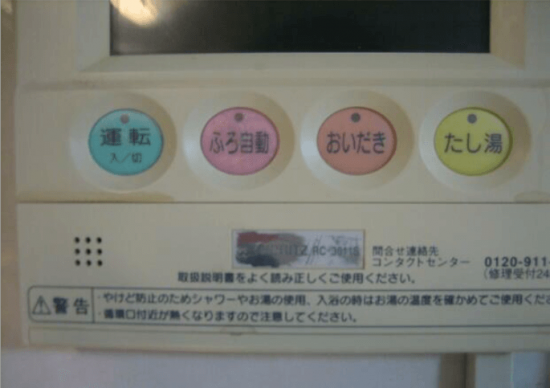 運転
入／切
ふろ自動
おいだき
たし湯
RC-3911S
問合せ連絡先
コンタクトセンター
0120-911
(修理受付24
取扱説明書をよく読み正しくご使用ください。
⚠警告
・やけど防止のためシャワーやお湯の使用、入浴の時はお湯の温度を確かめてご使用くだ
・循環口付近が熱くなりますので注意してください。